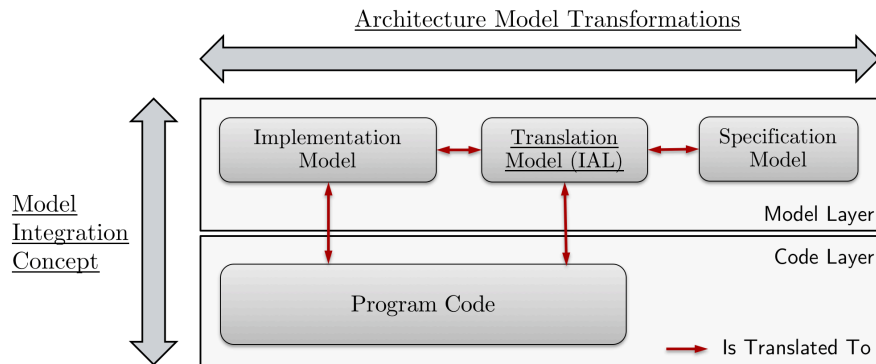 Architecture Model Transformations
Implementation
Model
Translation
Model (IAL)
Specification
Model
Model Layer
Model
Integration
Concept
Code Layer
Program Code
Is Translated To